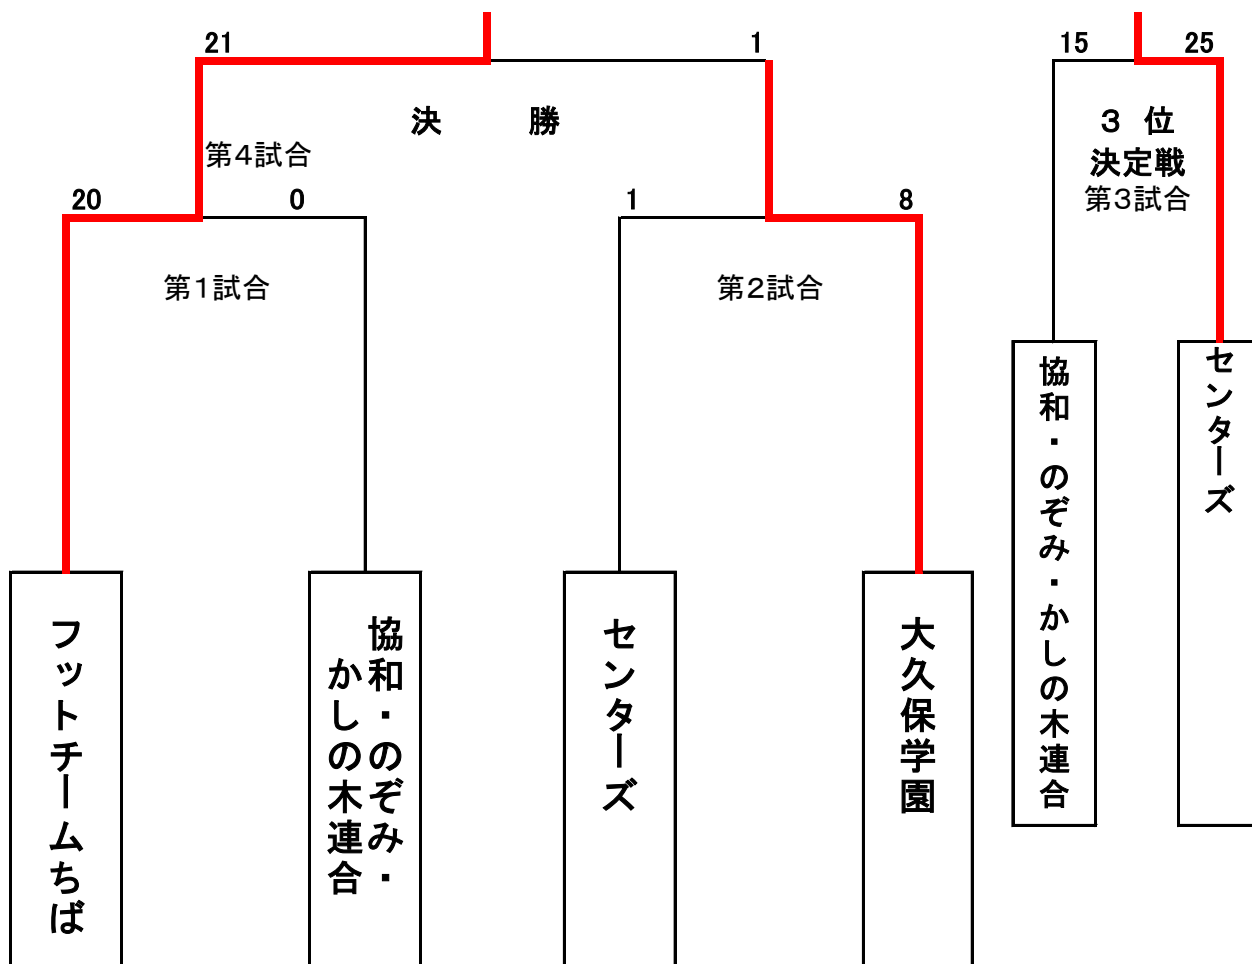 21
1
15
25
決 勝
3 位
決定戦
第3試合
第4試合
20
0
1
8
第1試合
第2試合
フットチームちば
協和・のぞみ・
かしの木連合
センターズ
大久保学園
協和・のぞみ・かしの木連合
センターズ